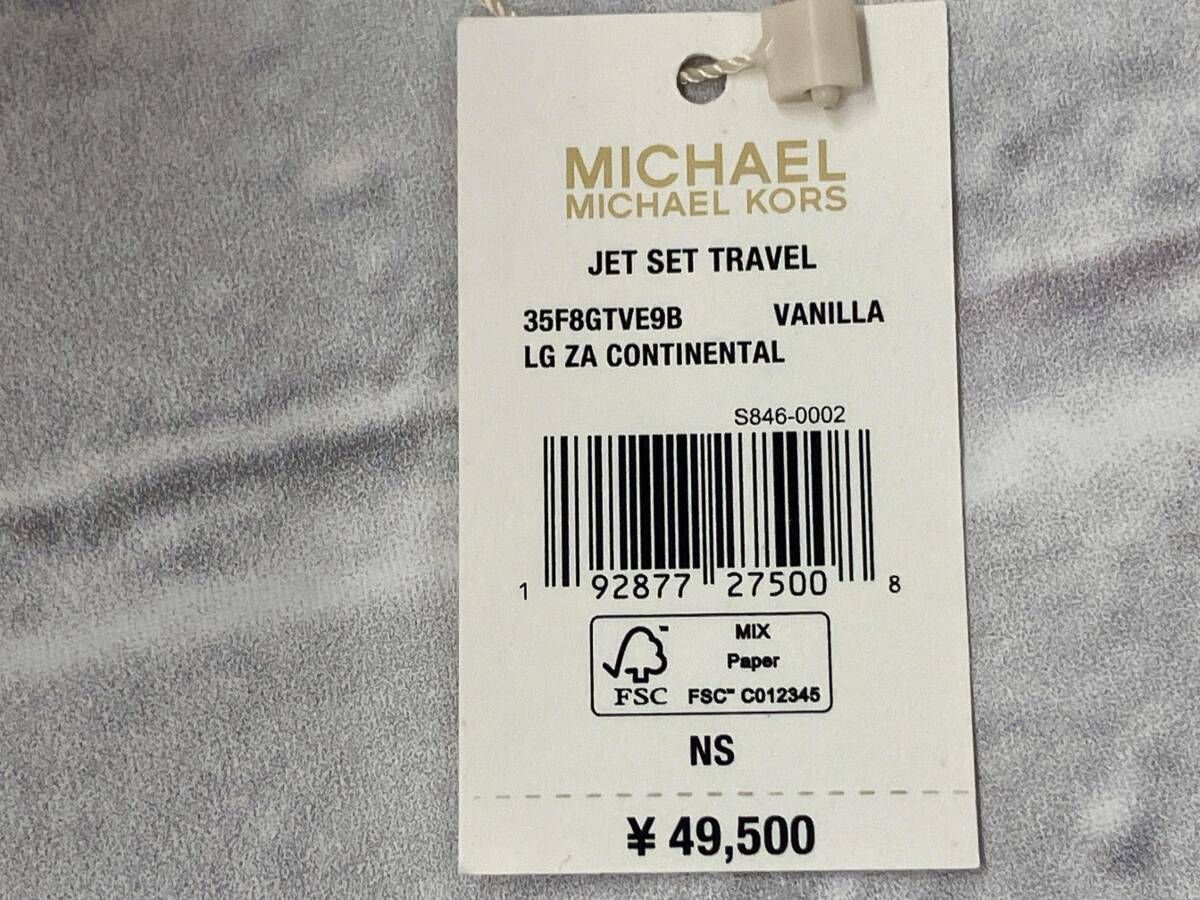 MICHAEL
MICHAEL KORS
JET SET TRAVEL
35F8GTVE9B VANILLA
LG ZA CONTINENTAL
S846-0002
1 92877 27500 8
MIX
Paper
FSC™ C012345
FSC
NS
¥ 49,500